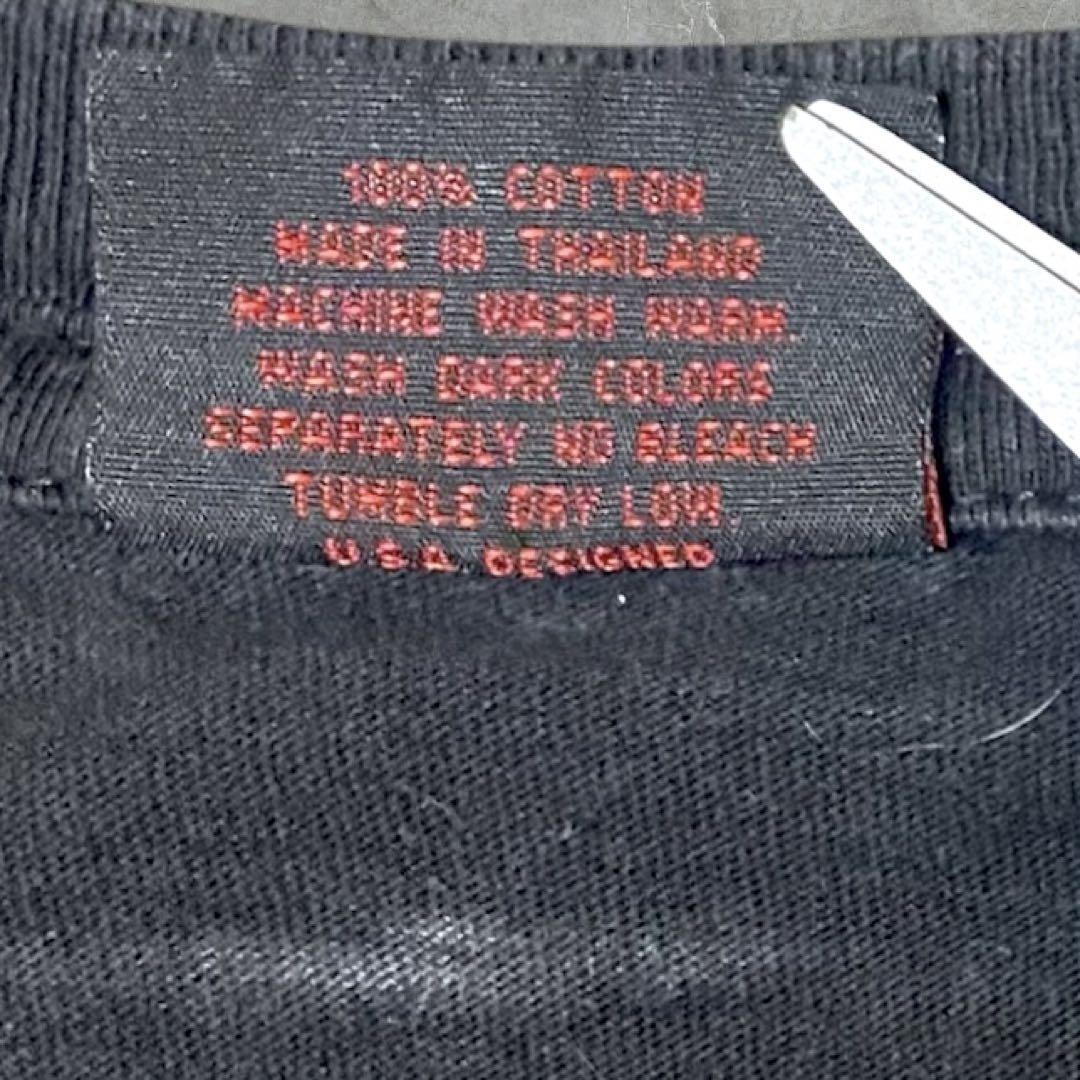 100% COTTON
MADE IN THAILAND
MACHINE WASH WARM.
WASH DARK COLORS
SEPARATELY NO BLEACH
TUMBLE DRY LOW.
U.S.A. DESIGNED